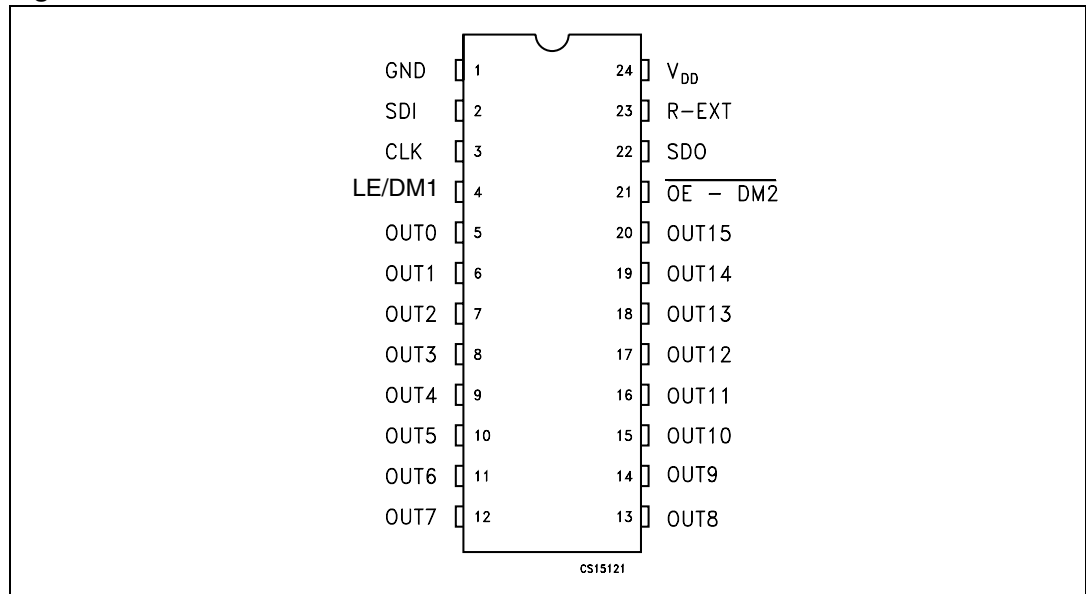 GND 1 24 VDD
SDI 2 23 R-EXT
CLK 3 22 SDO
LE/DM1 4 21 OE - DM2
OUT0 5 20 OUT15
OUT1 6 19 OUT14
OUT2 7 18 OUT13
OUT3 8 17 OUT12
OUT4 9 16 OUT11
OUT5 10 15 OUT10
OUT6 11 14 OUT9
OUT7 12 13 OUT8
CS15121